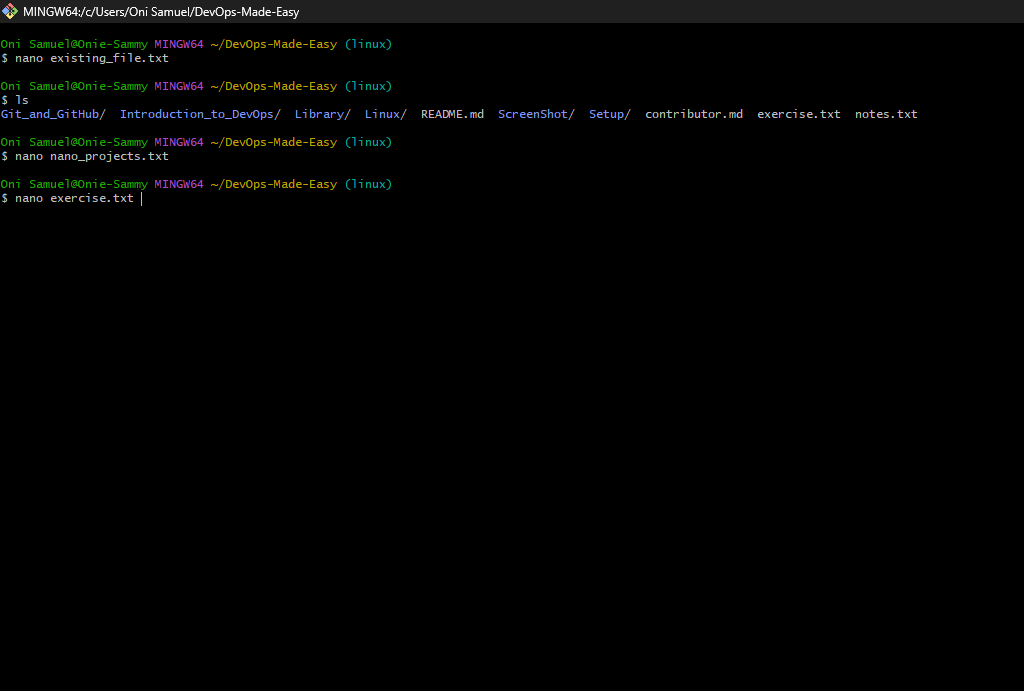 MINGW64:/c/Users/Oni Samuel/DevOps-Made-Easy
Oni Samuel@Onie-Sammy MINGW64 ~/DevOps-Made-Easy (linux)
$ nano existing_file.txt
Oni Samuel@Onie-Sammy MINGW64 ~/DevOps-Made-Easy (linux)
$ ls
Git_and_GitHub/  Introduction_to_DevOps/  Library/  Linux/  README.md  ScreenShot/  Setup/  contributor.md  exercise.txt  notes.txt
Oni Samuel@Onie-Sammy MINGW64 ~/DevOps-Made-Easy (linux)
$ nano nano_projects.txt
Oni Samuel@Onie-Sammy MINGW64 ~/DevOps-Made-Easy (linux)
$ nano exercise.txt